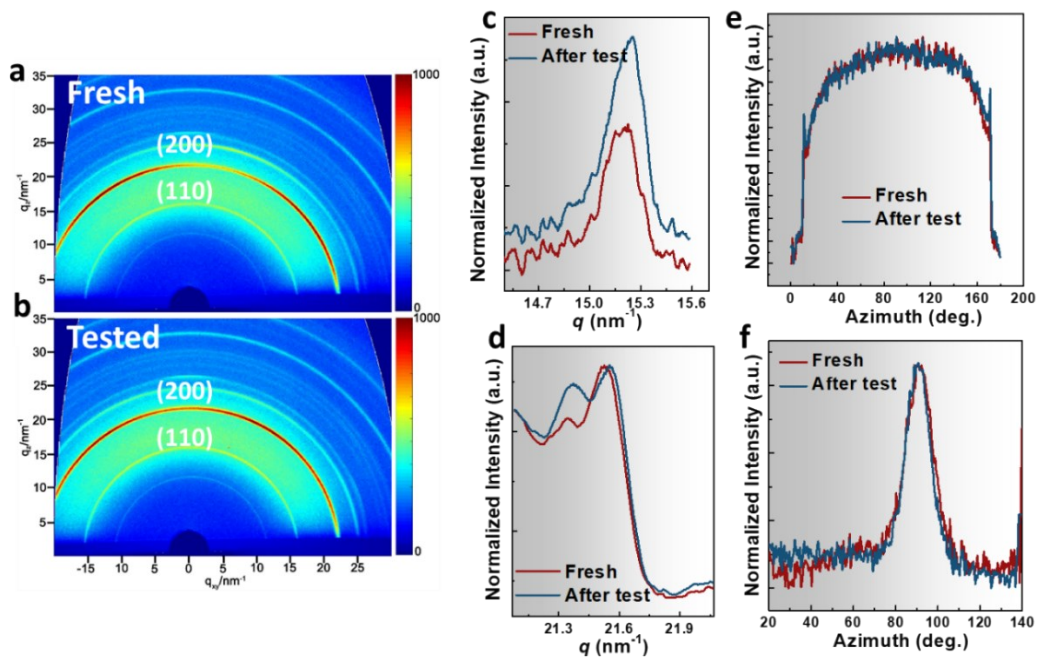 a
Fresh
(200)
(110)
qz/nm-1
35
30
25
20
15
10
5
1000
0
b
Tested
(200)
(110)
qz/nm-1
35
30
25
20
15
10
5
1000
0
-15 -10 -5 0 5 10 15 20 25
qxy/nm-1
c
Fresh
After test
Normalized Intensity (a.u.)
14.7 15.0 15.3 15.6
q (nm-1)
d
Normalized Intensity (a.u.)
Fresh
After test
21.3 21.6 21.9
q (nm-1)
e
Normalized Intensity (a.u.)
Fresh
After test
0 40 80 120 160 200
Azimuth (deg.)
f
Fresh
After test
Normalized Intensity (a.u.)
20 40 60 80 100 120 140
Azimuth (deg.)